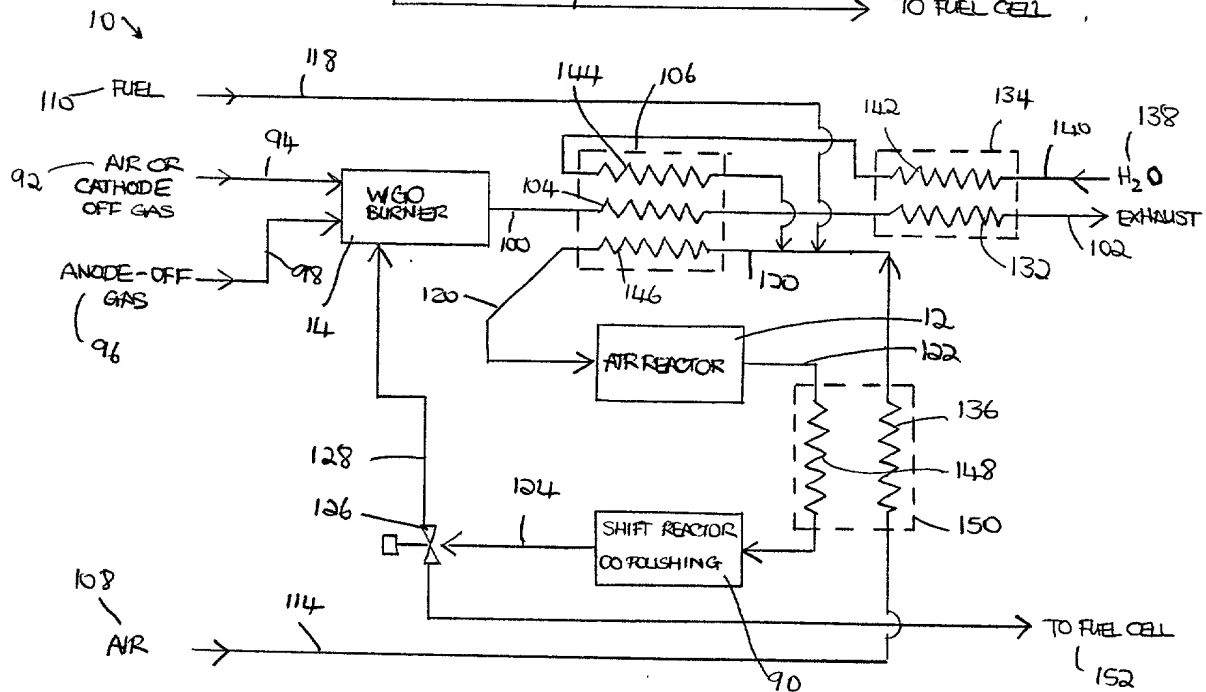 TO FUEL CELL
10
118
144
106
110 FUEL
142
134
138
140
94
92 AIR OR
CATHODE
OFF GAS
WGO
BURNER
104
H2O
EXHAUST
100
102
98
132
ANODE-OFF
GAS
120
146
120
14
96
12
ATR REACTOR
122
136
128
148
124
126
150
SHIFT REACTOR
CO POLISHING
108
114
AIR
TO FUEL CELL
90
152